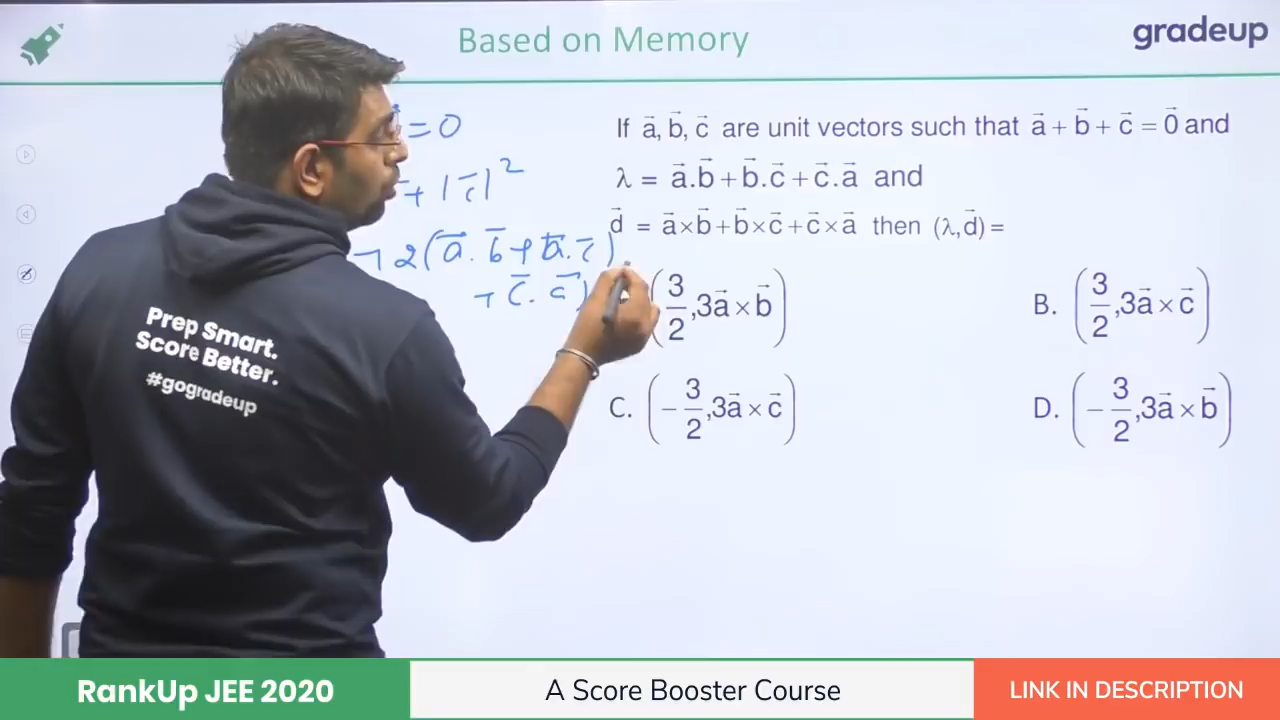 Based on Memory
gradeup
= 0
+ |c̄|²
2(ā. b̄ + ā. c̄)
+ c̄. ā)
If a⃗, b⃗, c⃗ are unit vectors such that a⃗ + b⃗ + c⃗ = 0⃗ and
λ = a⃗.b⃗ + b⃗.c⃗ + c⃗.a⃗ and
d⃗ = a⃗×b⃗+b⃗×c⃗+c⃗×a⃗ then (λ,d⃗)=
(3/2, 3a⃗ × b⃗)
B. (3/2, 3a⃗ × c⃗)
C. (−3/2, 3a⃗ × c⃗)
D. (−3/2, 3a⃗ × b⃗)
Prep Smart.
Score Better.
#gogradeup
RankUp JEE 2020
A Score Booster Course
LINK IN DESCRIPTION